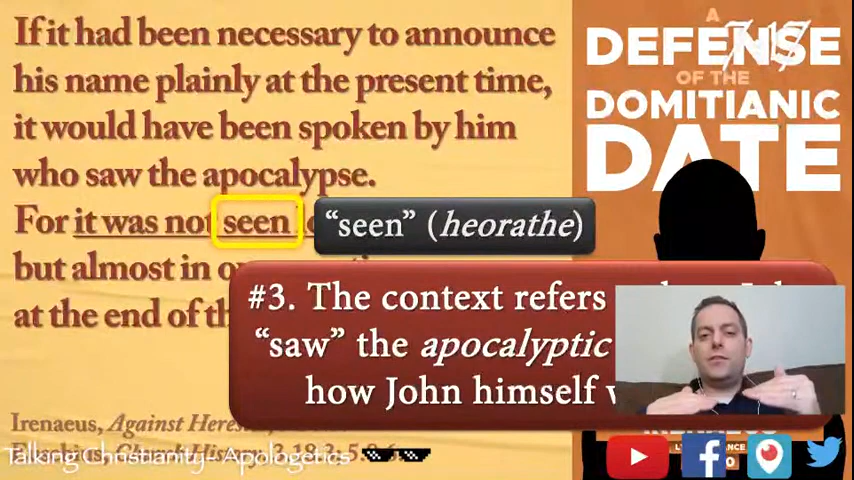 If it had been necessary to announce
his name plainly at the present time,
it would have been spoken by him
who saw the apocalypse.
For it was not seen
but almost in
at the end of
"seen" (heorathe)
#3. The context refers
"saw" the apocalyptic
how John himself
Irenaeus, Against
Talking Christianity - Apologetics
A
DEFENSE
OF THE
DOMITIANIC
DATE